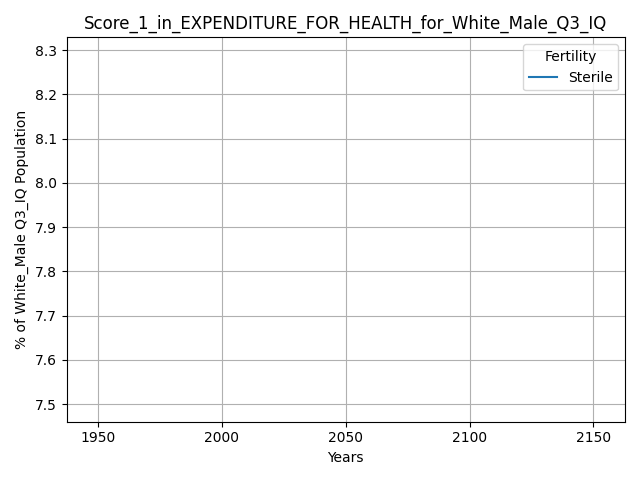 Score_1_in_EXPENDITURE_FOR_HEALTH_for_White_Male_Q3_IQ
Fertility
Sterile
8.3
8.2
8.1
8.0
7.9
7.8
7.7
7.6
7.5
% of White_Male Q3_IQ Population
1950 2000 2050 2100 2150
Years